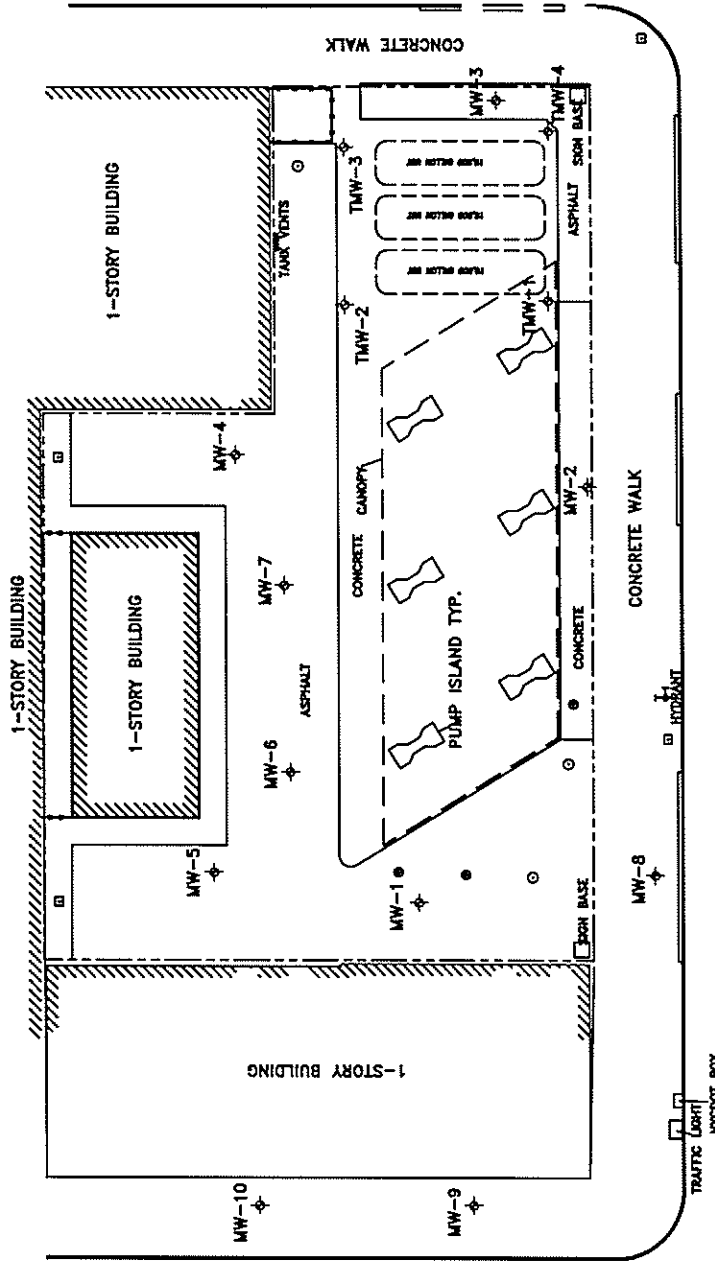 CONCRETE WALK
MW-3
TMW-4
SIGN BASE
ASPHALT
TMW-3
TANK VENTS
1-STORY BUILDING
TMW-2
TMW-1
MW-4
CONCRETE CANOPY
MW-2
CONCRETE WALK
1-STORY BUILDING
1-STORY BUILDING
MW-7
ASPHALT
PUMP ISLAND TYP.
CONCRETE
HYDRANT
MW-6
MW-5
MW-1
SIGN BASE
MW-8
1-STORY BUILDING
TRAFFIC LIGHT
MW-10
MW-9